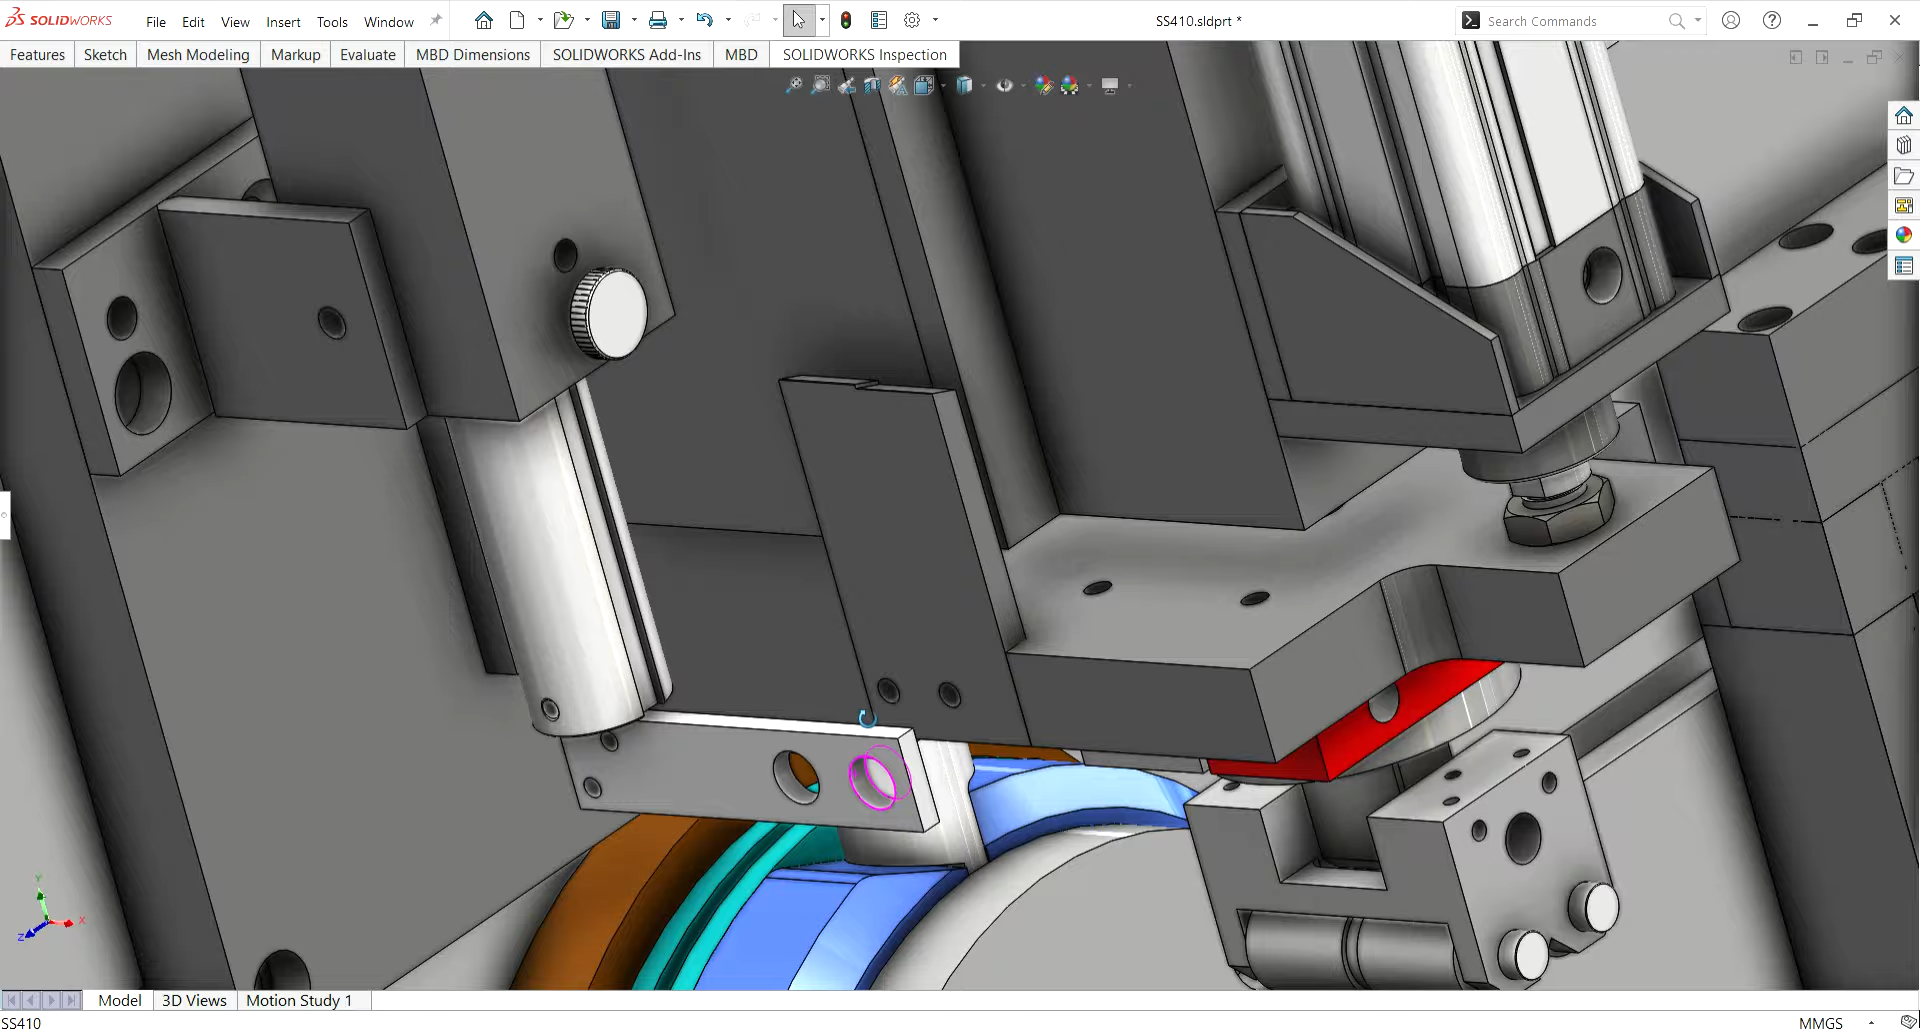 SOLIDWORKS File Edit View Insert Tools Window SS410.sldprt * Search Commands
Features Sketch Mesh Modeling Markup Evaluate MBD Dimensions SOLIDWORKS Add-Ins MBD SOLIDWORKS Inspection
Y
X
Z
Model 3D Views Motion Study 1
SS410 MMGS